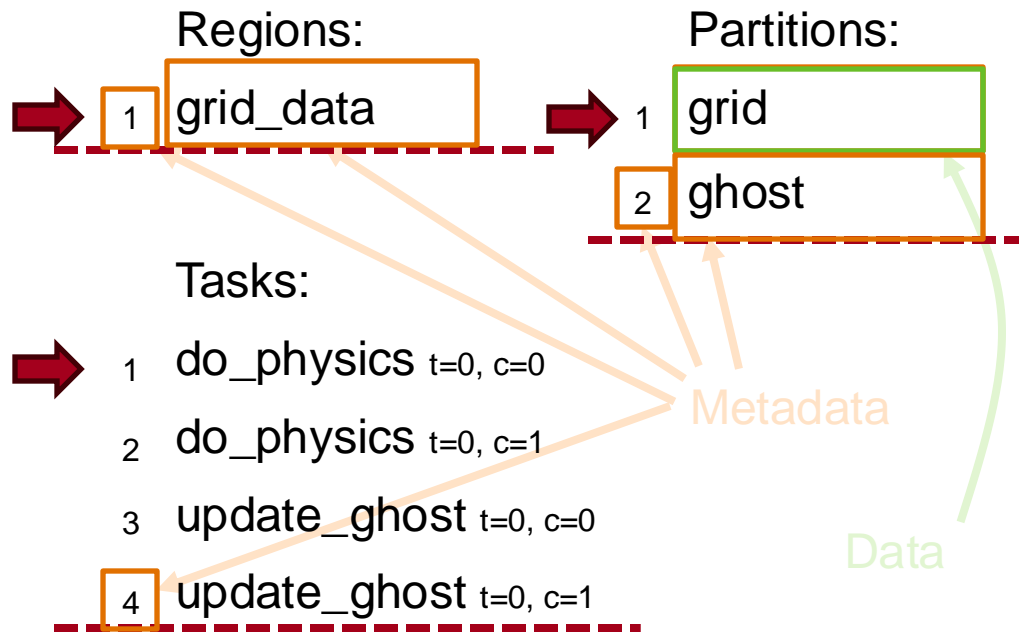 Regions:
1 grid_data
Partitions:
1 grid
2 ghost
Tasks:
1 do_physics t=0, c=0
2 do_physics t=0, c=1
3 update_ghost t=0, c=0
4 update_ghost t=0, c=1
Metadata
Data